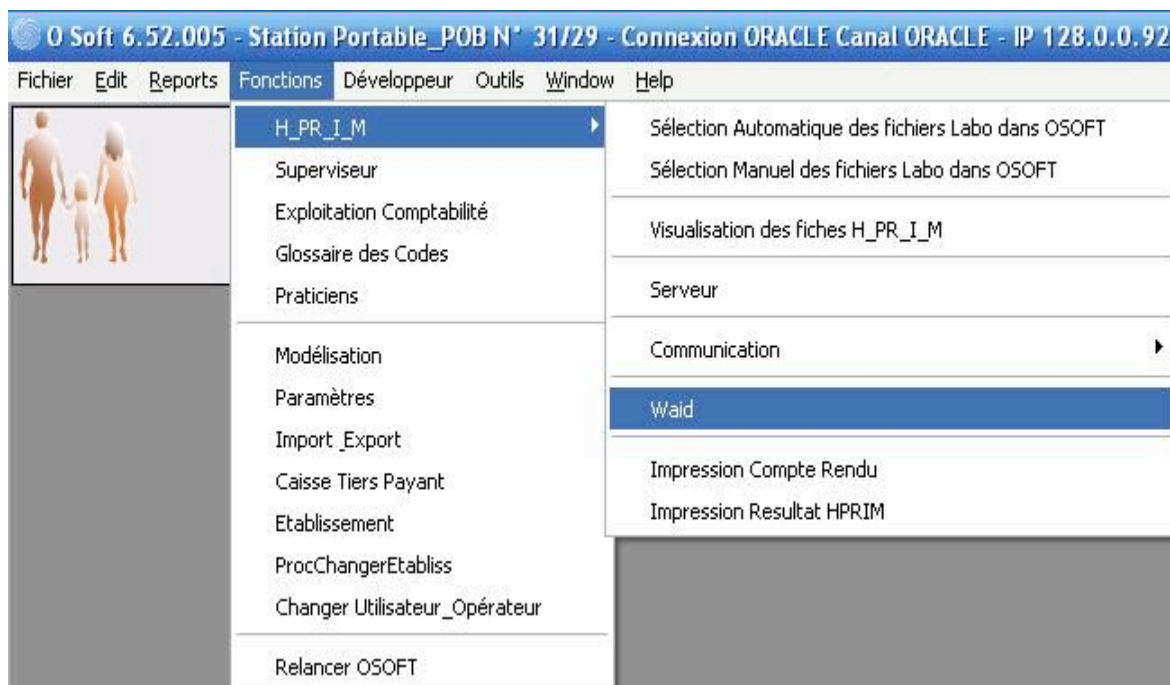 O Soft 6.52.005 - Station Portable_POB N° 31/29 - Connexion ORACLE Canal ORACLE - IP 128.0.0.92
Fichier Edit Reports Fonctions Développeur Outils Window Help
H_PR_I_M
Superviseur
Exploitation Comptabilité
Glossaire des Codes
Praticiens
Modélisation
Paramètres
Import_Export
Caisse Tiers Payant
Etablissement
ProcChangerEtabliss
Changer Utilisateur_Opérateur
Relancer OSOFT
Sélection Automatique des fichiers Labo dans OSOFT
Sélection Manuel des fichiers Labo dans OSOFT
Visualisation des fiches H_PR_I_M
Serveur
Communication
Waid
Impression Compte Rendu
Impression Resultat HPRIM